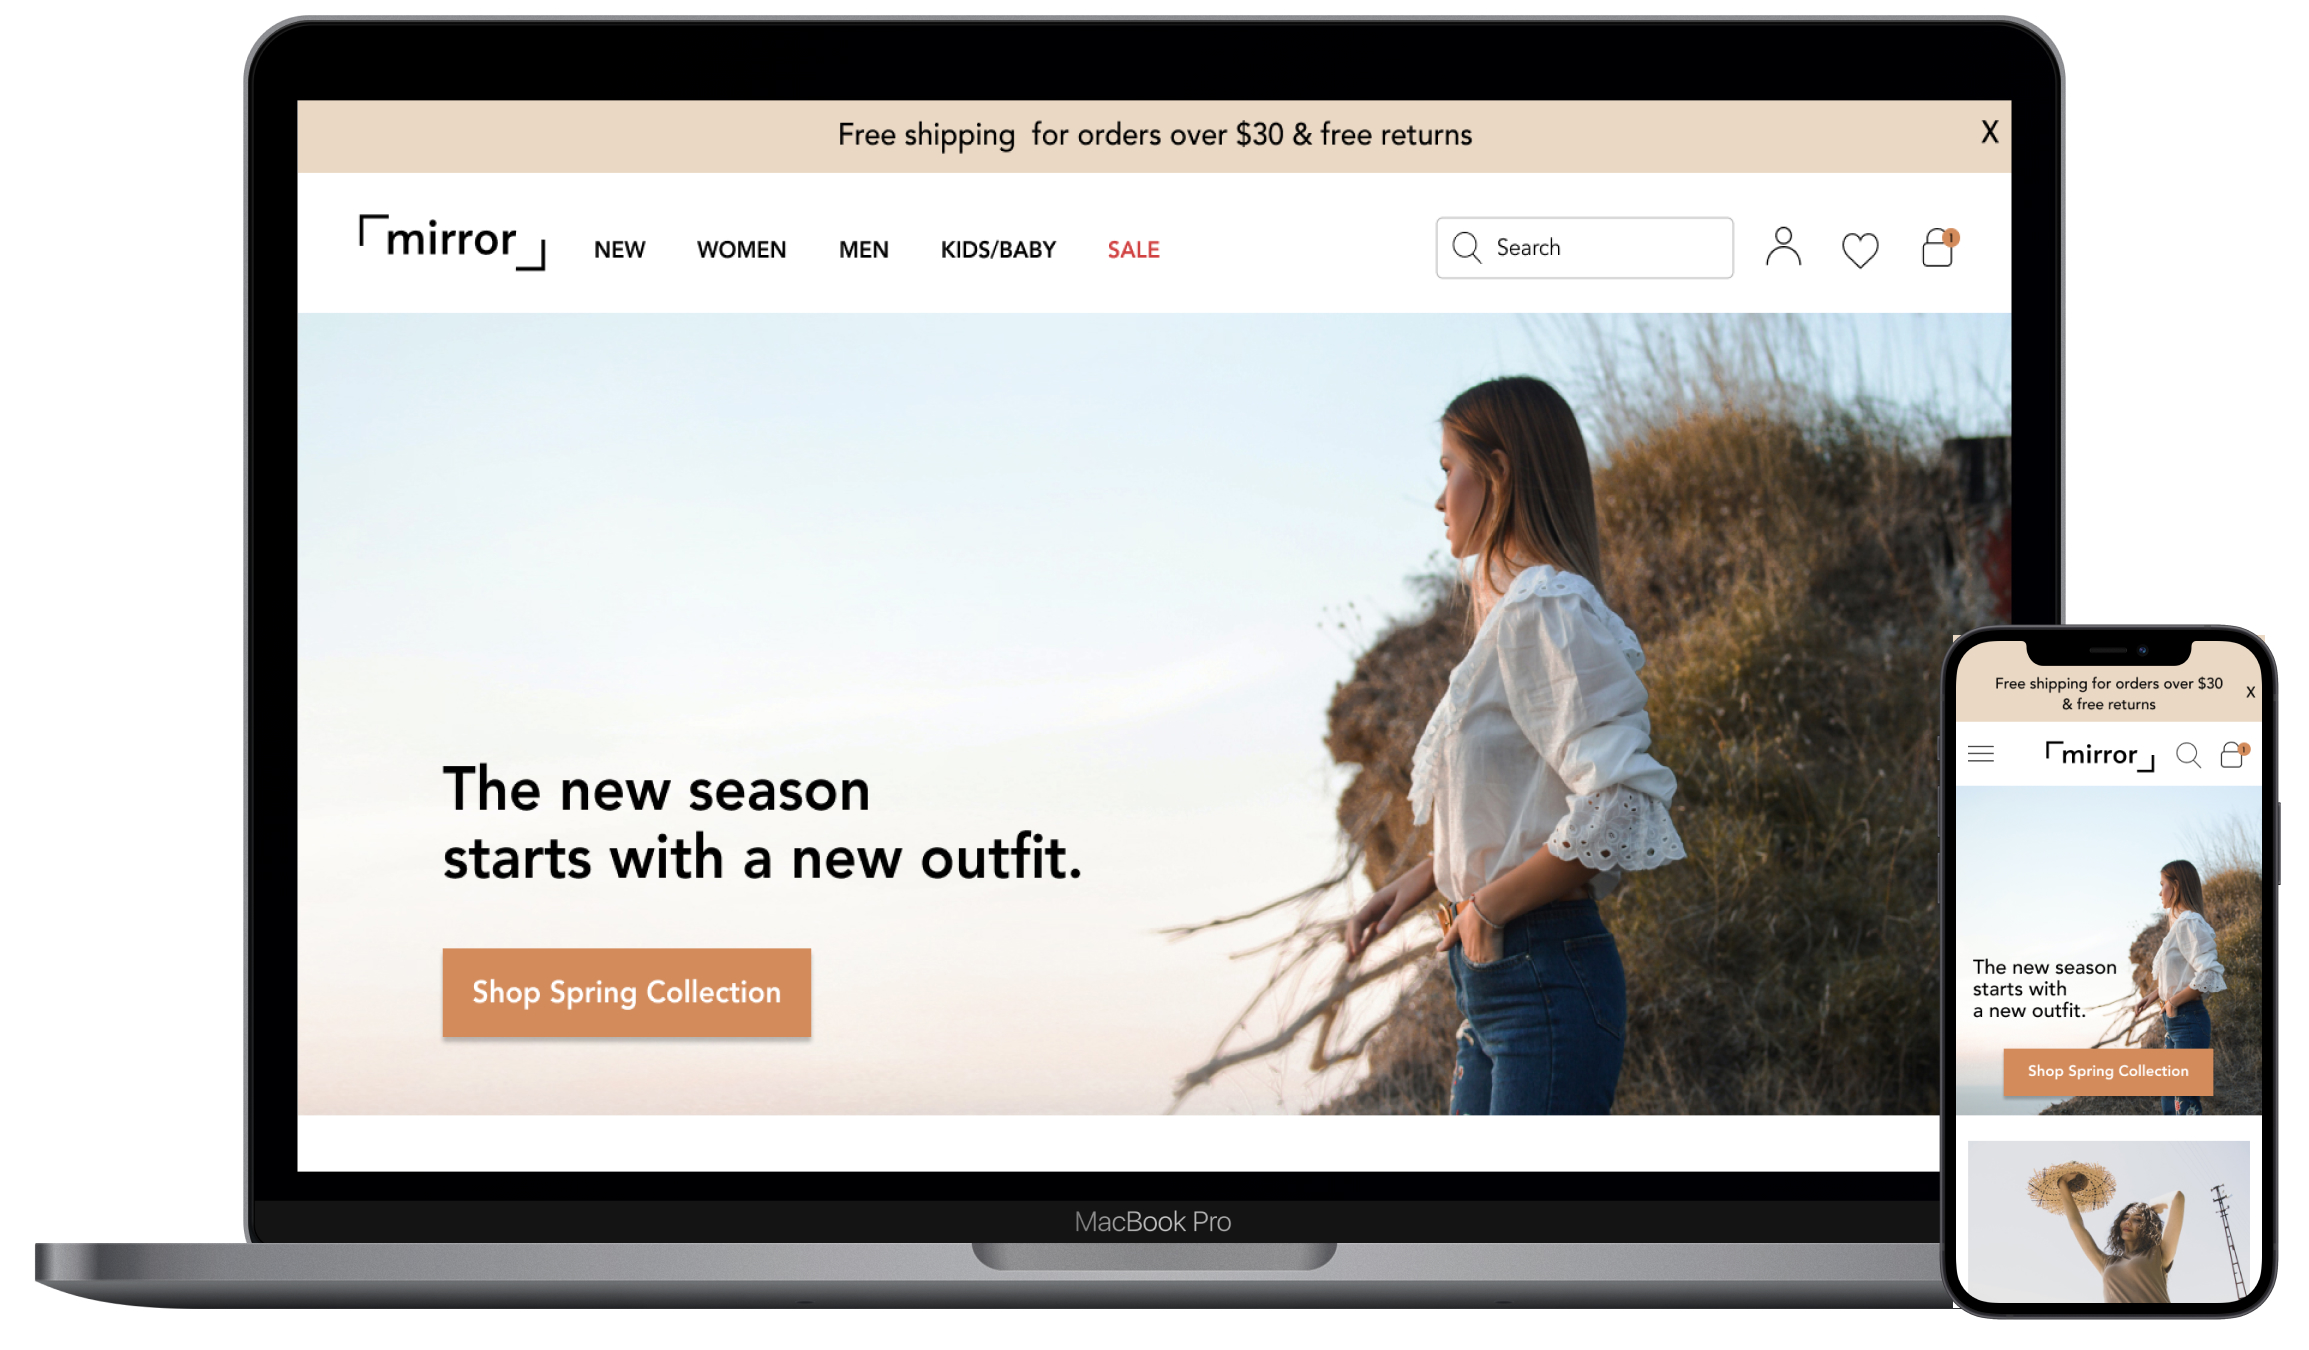 Free shipping  for orders over $30 & free returns
X
mirror
NEW
WOMEN
MEN
KIDS/BABY
SALE
Search
1
The new season
starts with a new outfit.
Shop Spring Collection
MacBook Pro
Free shipping for orders over $30
& free returns
X
mirror
1
The new season
starts with
a new outfit.
Shop Spring Collection